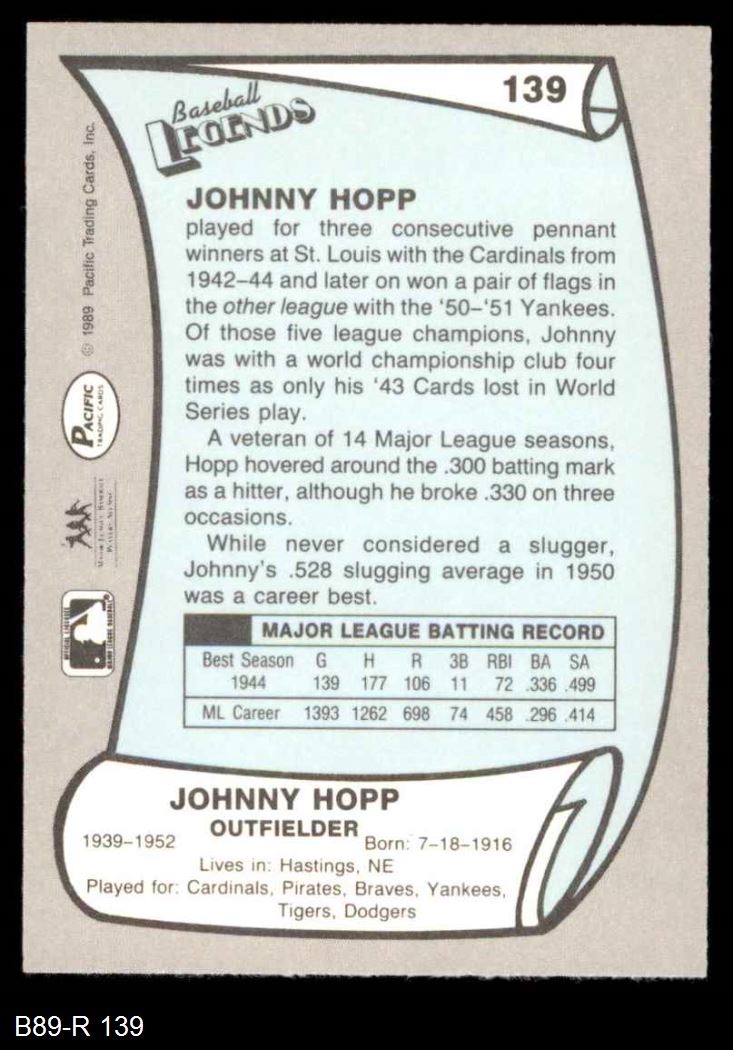 139
Baseball
LEGENDS
© 1989 Pacific Trading Cards, Inc.
JOHNNY HOPP
played for three consecutive pennant
winners at St. Louis with the Cardinals from
1942–44 and later on won a pair of flags in
the other league with the ‘50–‘51 Yankees.
Of those five league champions, Johnny
was with a world championship club four
times as only his ‘43 Cards lost in World
Series play.
A veteran of 14 Major League seasons,
Hopp hovered around the .300 batting mark
as a hitter, although he broke .330 on three
occasions.
While never considered a slugger,
Johnny's .528 slugging average in 1950
was a career best.
PACIFIC
TRADING CARDS
MAJOR LEAGUE BATTING RECORD
Best Season G H R 3B RBI BA SA
1944 139 177 106 11 72 .336 .499
ML Career 1393 1262 698 74 458 .296 .414
JOHNNY HOPP
OUTFIELDER
1939–1952 Born: 7-18-1916
Lives in: Hastings, NE
Played for: Cardinals, Pirates, Braves, Yankees,
Tigers, Dodgers
B89-R 139